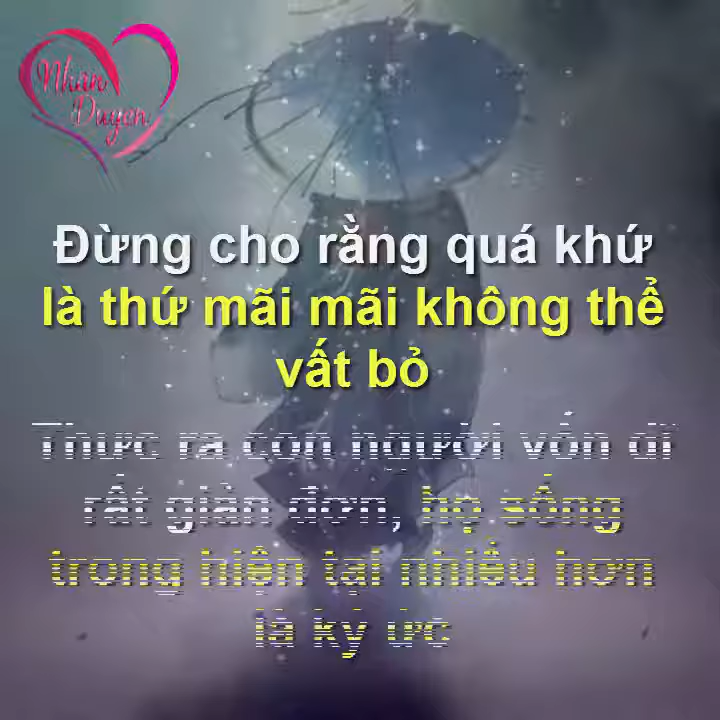 Nhân
Duyên
Đừng cho rằng quá khứ
là thứ mãi mãi không thể
vất bỏ
Thực ra con người vốn dĩ
rất giản đơn, họ sống
trong hiện tại nhiều hơn
là ký ức